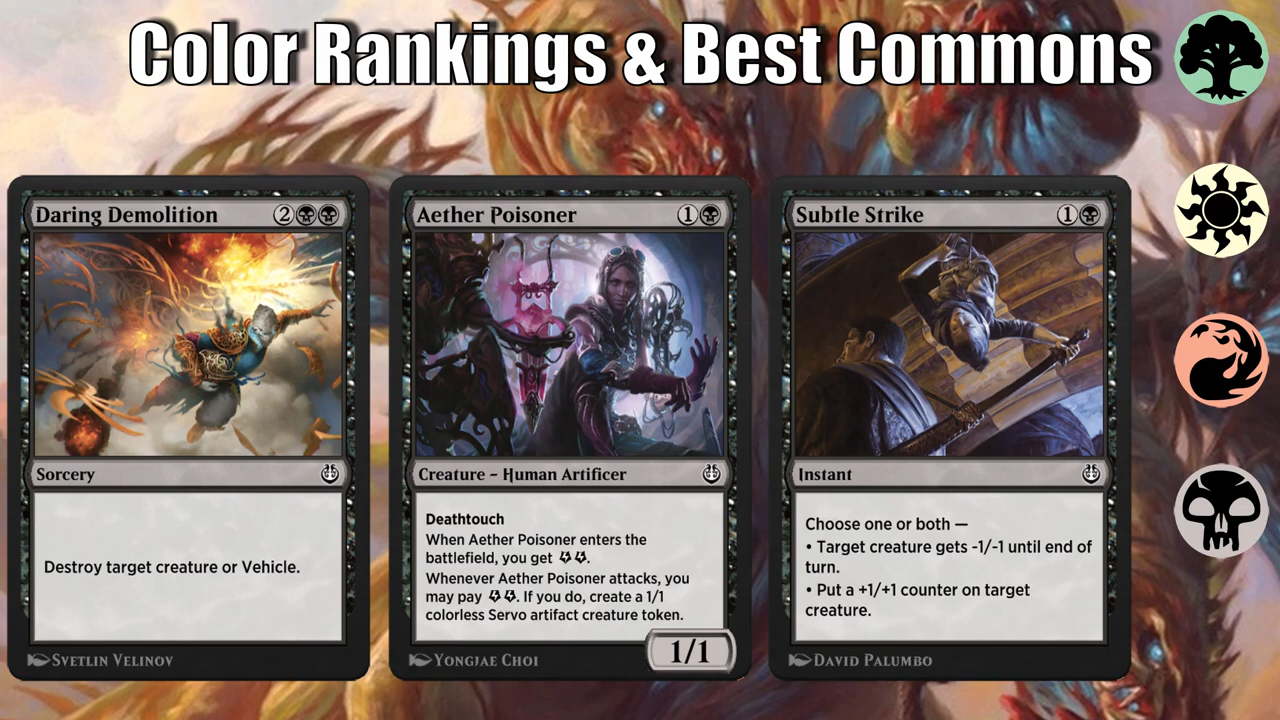 Color Rankings & Best Commons
Daring Demolition 2
Sorcery
Destroy target creature or Vehicle.
Svetlin Velinov
Aether Poisoner 1
Creature – Human Artificer
Deathtouch
When Aether Poisoner enters the
battlefield, you get
Whenever Aether Poisoner attacks, you
may pay . If you do, create a 1/1
colorless Servo artifact creature token.
1/1
Yongjae Choi
Subtle Strike 1
Instant
Choose one or both —
• Target creature gets -1/-1 until end of
turn.
• Put a +1/+1 counter on target
creature.
David Palumbo